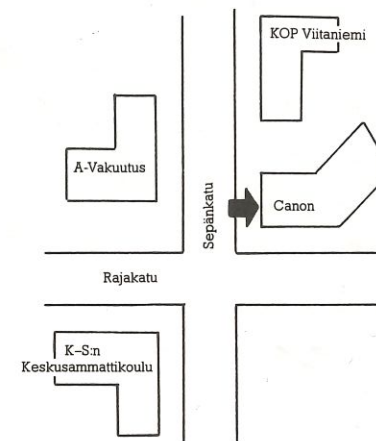 KOP Viitaniemi
A-Vakuutus
Sepänkatu
Canon
Rajakatu
K-S:n
Keskusammattikoulu